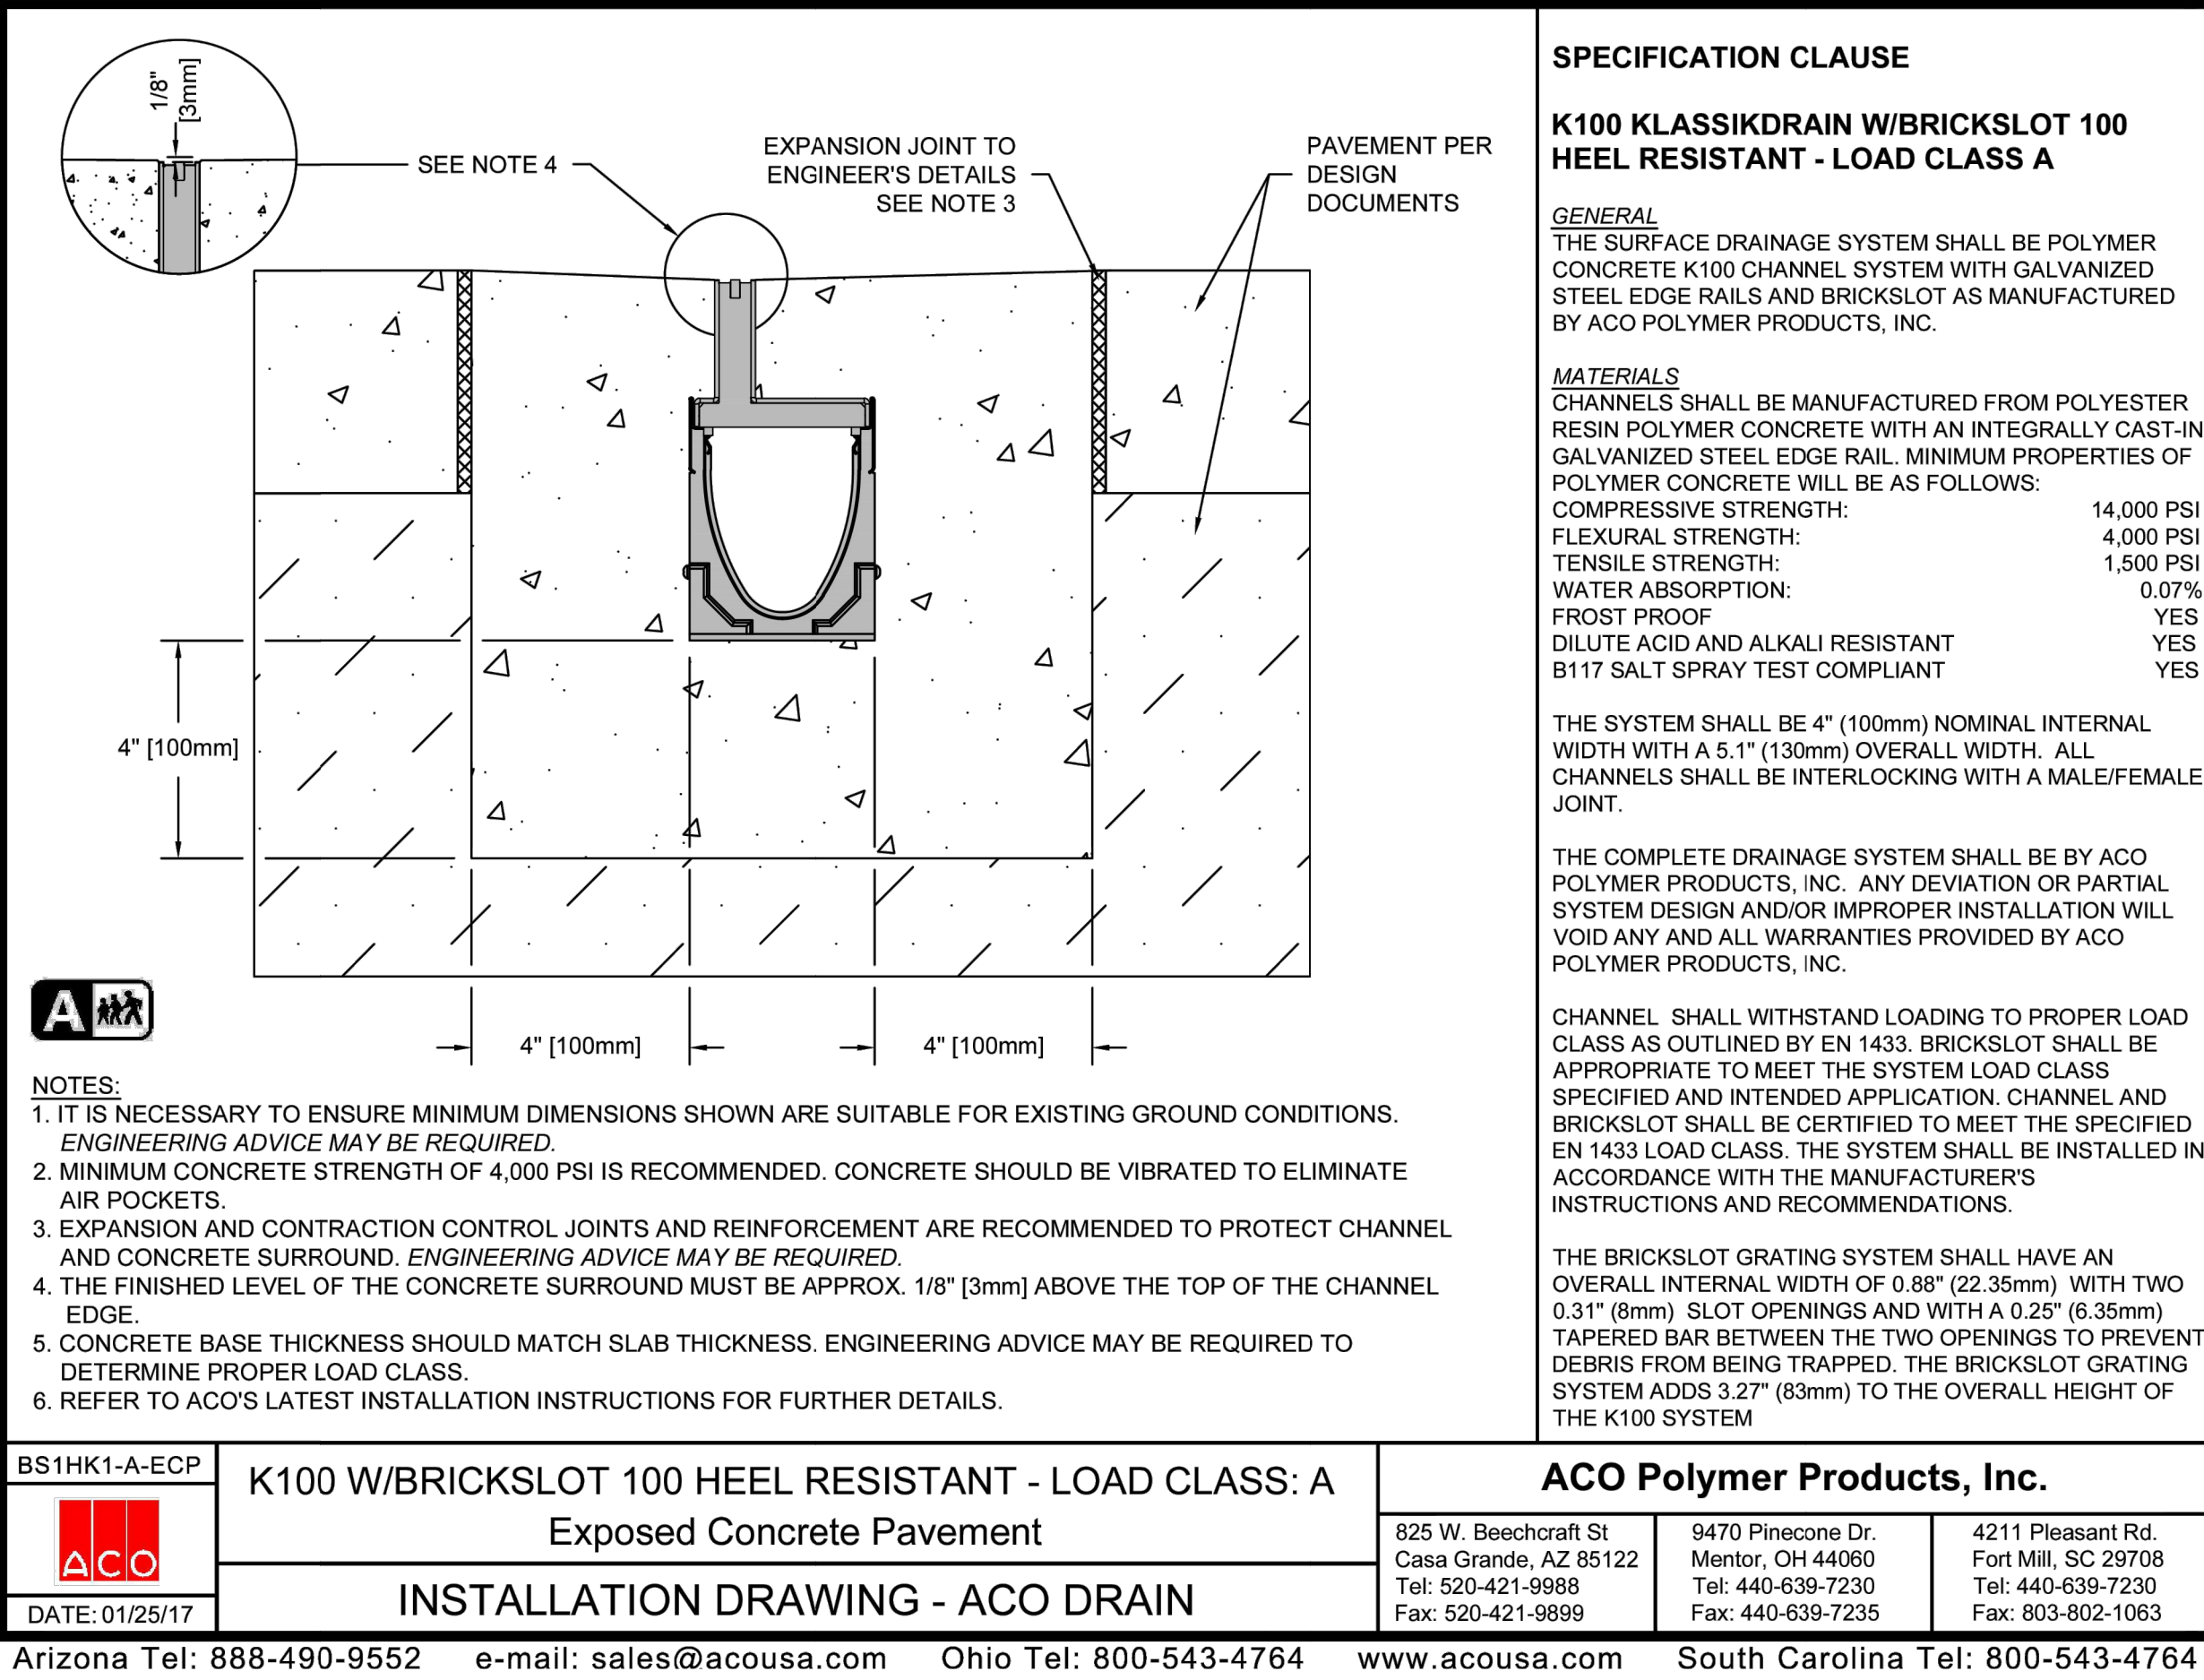 1/8"
[3mm]
SEE NOTE 4
EXPANSION JOINT TO
ENGINEER'S DETAILS
SEE NOTE 3
PAVEMENT PER
DESIGN
DOCUMENTS
4" [100mm]
4" [100mm]
4" [100mm]
A
NOTES:
1. IT IS NECESSARY TO ENSURE MINIMUM DIMENSIONS SHOWN ARE SUITABLE FOR EXISTING GROUND CONDITIONS.
ENGINEERING ADVICE MAY BE REQUIRED.
2. MINIMUM CONCRETE STRENGTH OF 4,000 PSI IS RECOMMENDED. CONCRETE SHOULD BE VIBRATED TO ELIMINATE
AIR POCKETS.
3. EXPANSION AND CONTRACTION CONTROL JOINTS AND REINFORCEMENT ARE RECOMMENDED TO PROTECT CHANNEL
AND CONCRETE SURROUND. ENGINEERING ADVICE MAY BE REQUIRED.
4. THE FINISHED LEVEL OF THE CONCRETE SURROUND MUST BE APPROX. 1/8" [3mm] ABOVE THE TOP OF THE CHANNEL
EDGE.
5. CONCRETE BASE THICKNESS SHOULD MATCH SLAB THICKNESS. ENGINEERING ADVICE MAY BE REQUIRED TO
DETERMINE PROPER LOAD CLASS.
6. REFER TO ACO'S LATEST INSTALLATION INSTRUCTIONS FOR FURTHER DETAILS.
SPECIFICATION CLAUSE
K100 KLASSIKDRAIN W/BRICKSLOT 100
HEEL RESISTANT - LOAD CLASS A
GENERAL
THE SURFACE DRAINAGE SYSTEM SHALL BE POLYMER
CONCRETE K100 CHANNEL SYSTEM WITH GALVANIZED
STEEL EDGE RAILS AND BRICKSLOT AS MANUFACTURED
BY ACO POLYMER PRODUCTS, INC.
MATERIALS
CHANNELS SHALL BE MANUFACTURED FROM POLYESTER
RESIN POLYMER CONCRETE WITH AN INTEGRALLY CAST-IN
GALVANIZED STEEL EDGE RAIL. MINIMUM PROPERTIES OF
POLYMER CONCRETE WILL BE AS FOLLOWS:
COMPRESSIVE STRENGTH: 14,000 PSI
FLEXURAL STRENGTH: 4,000 PSI
TENSILE STRENGTH: 1,500 PSI
WATER ABSORPTION: 0.07%
FROST PROOF YES
DILUTE ACID AND ALKALI RESISTANT YES
B117 SALT SPRAY TEST COMPLIANT YES
THE SYSTEM SHALL BE 4" (100mm) NOMINAL INTERNAL
WIDTH WITH A 5.1" (130mm) OVERALL WIDTH. ALL
CHANNELS SHALL BE INTERLOCKING WITH A MALE/FEMALE
JOINT.
THE COMPLETE DRAINAGE SYSTEM SHALL BE BY ACO
POLYMER PRODUCTS, INC. ANY DEVIATION OR PARTIAL
SYSTEM DESIGN AND/OR IMPROPER INSTALLATION WILL
VOID ANY AND ALL WARRANTIES PROVIDED BY ACO
POLYMER PRODUCTS, INC.
CHANNEL SHALL WITHSTAND LOADING TO PROPER LOAD
CLASS AS OUTLINED BY EN 1433. BRICKSLOT SHALL BE
APPROPRIATE TO MEET THE SYSTEM LOAD CLASS
SPECIFIED AND INTENDED APPLICATION. CHANNEL AND
BRICKSLOT SHALL BE CERTIFIED TO MEET THE SPECIFIED
EN 1433 LOAD CLASS. THE SYSTEM SHALL BE INSTALLED IN
ACCORDANCE WITH THE MANUFACTURER'S
INSTRUCTIONS AND RECOMMENDATIONS.
THE BRICKSLOT GRATING SYSTEM SHALL HAVE AN
OVERALL INTERNAL WIDTH OF 0.88" (22.35mm) WITH TWO
0.31" (8mm) SLOT OPENINGS AND WITH A 0.25" (6.35mm)
TAPERED BAR BETWEEN THE TWO OPENINGS TO PREVENT
DEBRIS FROM BEING TRAPPED. THE BRICKSLOT GRATING
SYSTEM ADDS 3.27" (83mm) TO THE OVERALL HEIGHT OF
THE K100 SYSTEM
BS1HK1-A-ECP
ACO
DATE: 01/25/17
K100 W/BRICKSLOT 100 HEEL RESISTANT - LOAD CLASS: A
Exposed Concrete Pavement
INSTALLATION DRAWING - ACO DRAIN
ACO Polymer Products, Inc.
825 W. Beechcraft St
Casa Grande, AZ 85122
Tel: 520-421-9988
Fax: 520-421-9899
9470 Pinecone Dr.
Mentor, OH 44060
Tel: 440-639-7230
Fax: 440-639-7235
4211 Pleasant Rd.
Fort Mill, SC 29708
Tel: 440-639-7230
Fax: 803-802-1063
Arizona Tel: 888-490-9552 e-mail: sales@acousa.com Ohio Tel: 800-543-4764 www.acousa.com South Carolina Tel: 800-543-4764